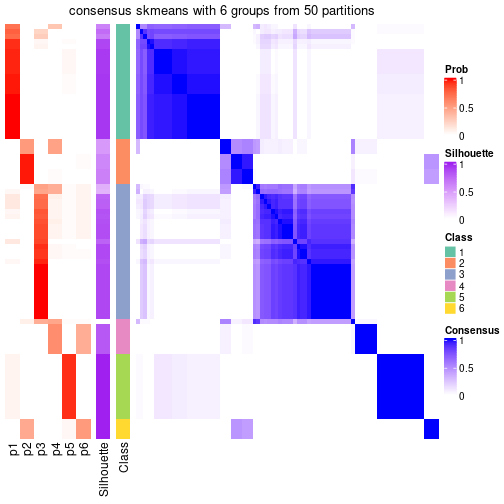 consensus skmeans with 6 groups from 50 partitions
Prob
1
0.5
0
Silhouette
1
0.5
0
Class
1
2
3
4
5
6
Consensus
1
0.5
0
p1
p2
p3
p4
p5
p6
Silhouette
Class